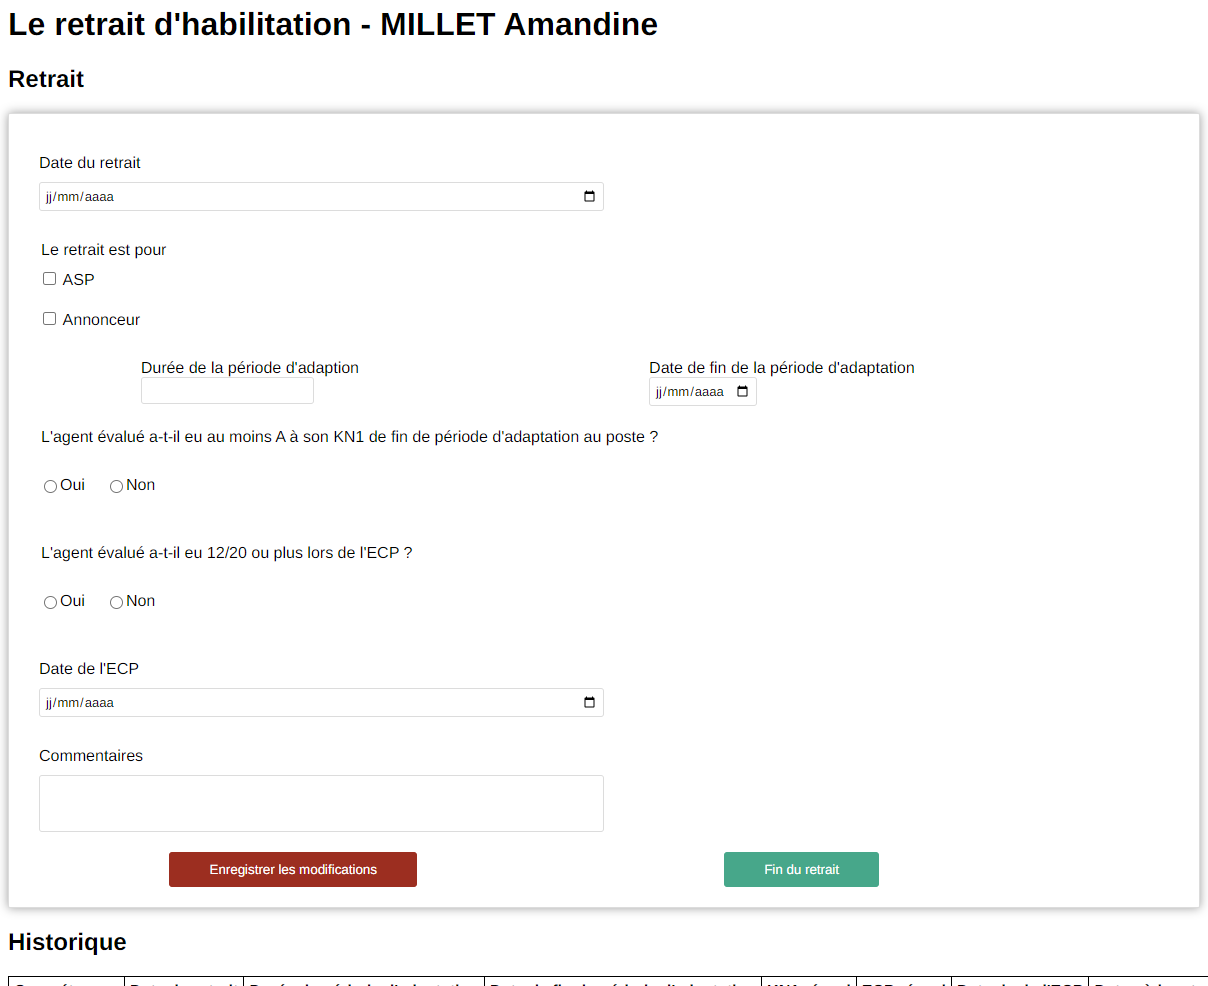 Le retrait d'habilitation - MILLET Amandine
Retrait
Date du retrait
jj/mm/aaaa
Le retrait est pour
ASP
Annonceur
Durée de la période d'adaption
Date de fin de la période d'adaptation
jj/mm/aaaa
L'agent évalué a-t-il eu au moins A à son KN1 de fin de période d'adaptation au poste ?
Oui Non
L'agent évalué a-t-il eu 12/20 ou plus lors de l'ECP ?
Oui Non
Date de l'ECP
jj/mm/aaaa
Commentaires
Enregistrer les modifications
Fin du retrait
Historique